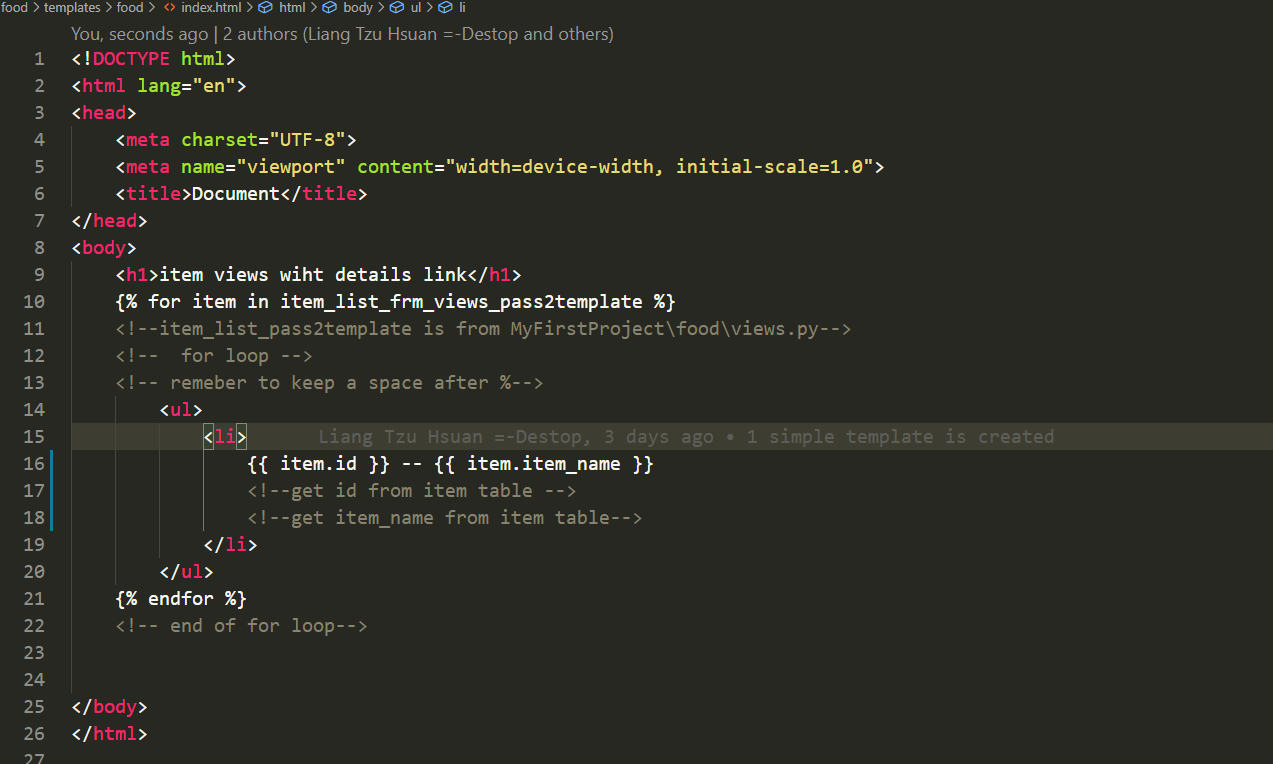 food > templates > food > <> index.html > html > body > ul > li
You, seconds ago | 2 authors (Liang Tzu Hsuan =-Destop and others)
1 <!DOCTYPE html>
2 <html lang="en">
3 <head>
4 <meta charset="UTF-8">
5 <meta name="viewport" content="width=device-width, initial-scale=1.0">
6 <title>Document</title>
7 </head>
8 <body>
9 <h1>item views wiht details link</h1>
10 {% for item in item_list_frm_views_pass2template %}
11 <!--item_list_pass2template is from MyFirstProject\food\views.py-->
12 <!--  for loop -->
13 <!-- remeber to keep a space after %-->
14 <ul>
15 <li> Liang Tzu Hsuan =-Destop, 3 days ago • 1 simple template is created
16 {{ item.id }} -- {{ item.item_name }}
17 <!--get id from item table -->
18 <!--get item_name from item table-->
19 </li>
20 </ul>
21 {% endfor %}
22 <!-- end of for loop-->
23
24
25 </body>
26 </html>
27